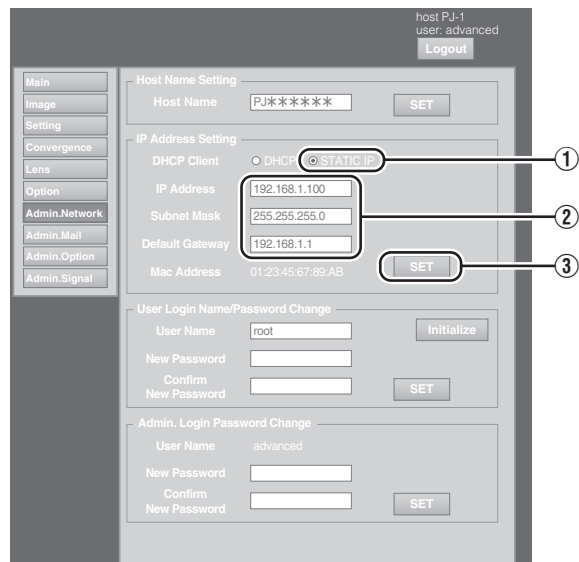 host PJ-1
user: advanced
Logout
Main
Image
Setting
Convergence
Lens
Option
Admin.Network
Admin.Mail
Admin.Option
Admin.Signal
Host Name Setting
Host Name PJ✱✱✱✱✱✱ SET
IP Address Setting
DHCP Client DHCP STATIC IP ①
IP Address 192.168.1.100
Subnet Mask 255.255.255.0 ②
Default Gateway 192.168.1.1
Mac Address 01:23:45:67:89:AB SET ③
User Login Name/Password Change
User Name root Initialize
New Password
Confirm
New Password SET
Admin. Login Password Change
User Name advanced
New Password
Confirm
New Password SET